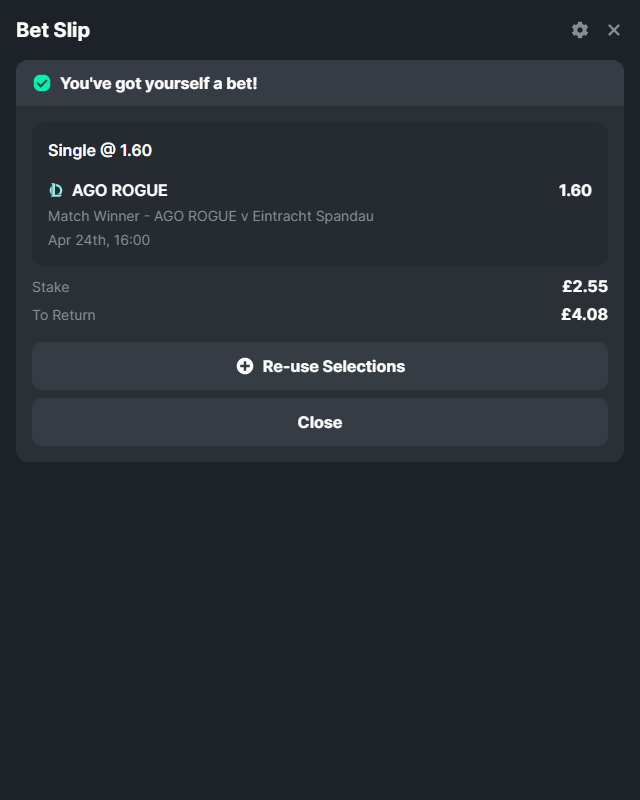 Bet Slip
You've got yourself a bet!
Single @ 1.60
AGO ROGUE 1.60
Match Winner - AGO ROGUE v Eintracht Spandau
Apr 24th, 16:00
Stake £2.55
To Return £4.08
Re-use Selections
Close